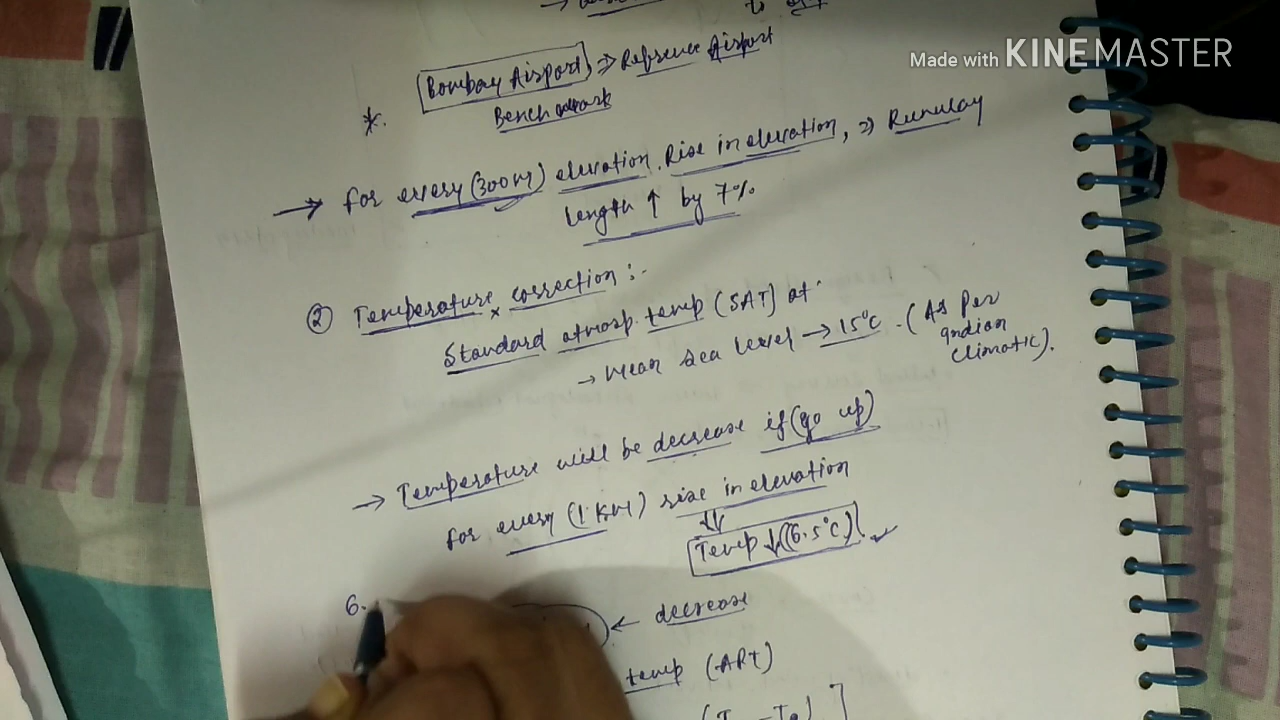 Made with KINEMASTER
*. Bombay Airport => Refrence Airport
Bench mark
→ for every (300m) elevation. Rise in elevation, => Runway
length ↑ by 7%
② Temperature correction :-
Standard atmosp. temp (SAT) at
→ Mean sea level → 15°C. (As per
Indian
climatic).
→ Temperature will be decrease if (go up)
for every (1 km) rise in elevation
↓↓
Temp ↓ (6.5°C)
6.
← decrease
temp (ART)